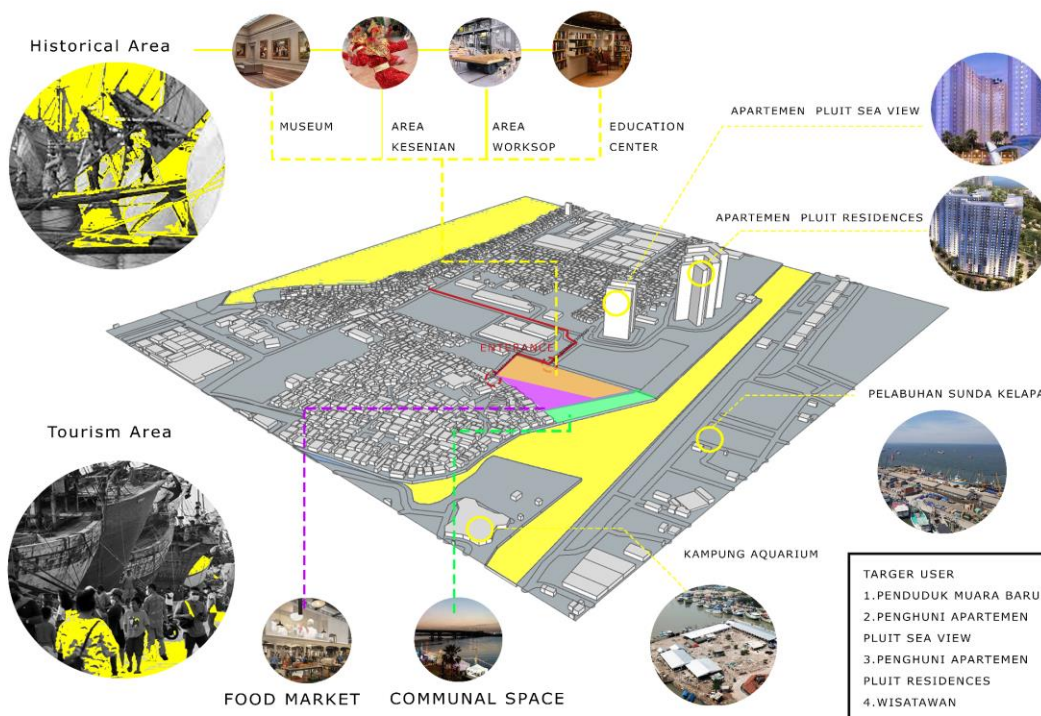 Historical Area
MUSEUM
AREA
KESENIAN
AREA
WORKSOP
EDUCATION
CENTER
APARTEMEN PLUIT SEA VIEW
APARTEMEN PLUIT RESIDENCES
ENTERANCE
PELABUHAN SUNDA KELAPA
Tourism Area
KAMPUNG AQUARIUM
FOOD MARKET
COMMUNAL SPACE
TARGER USER
1.PENDUDUK MUARA BARU
2.PENGHUNI APARTEMEN
PLUIT SEA VIEW
3.PENGHUNI APARTEMEN
PLUIT RESIDENCES
4.WISATAWAN